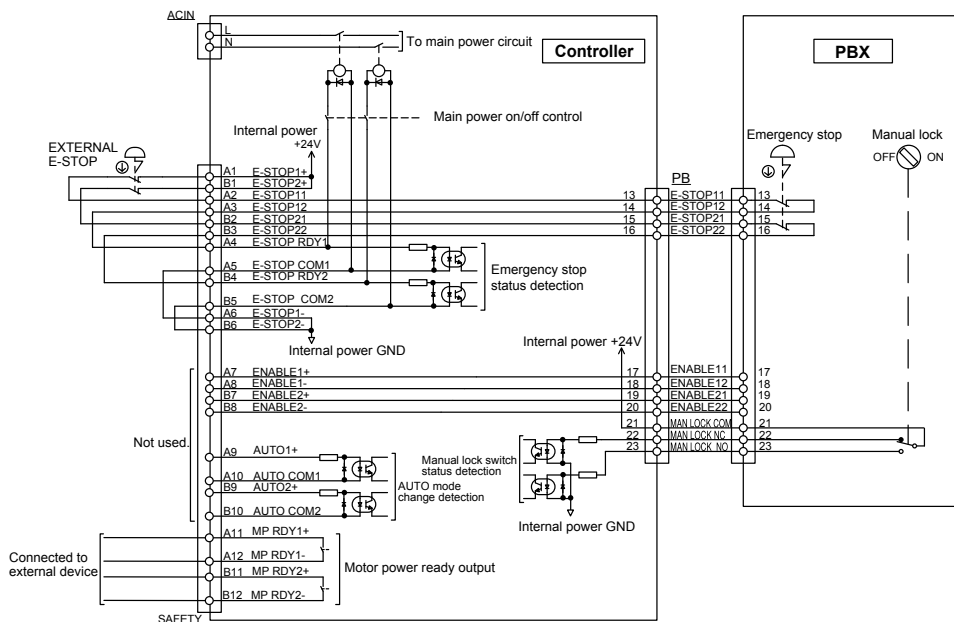 ACIN
L
N
To main power circuit
Controller
PBX
Main power on/off control
Internal power
+24V
EXTERNAL
E-STOP
Emergency stop
Manual lock
OFF
ON
PB
A1 E-STOP1+
B1 E-STOP2+
A2 E-STOP11 13 E-STOP11 13
A3 E-STOP12 14 E-STOP12 14
B2 E-STOP21 15 E-STOP21 15
B3 E-STOP22 16 E-STOP22 16
A4 E-STOP RDY1
A5 E-STOP COM1
B4 E-STOP RDY2
B5 E-STOP COM2
A6 E-STOP1-
B6 E-STOP2-
Emergency stop
status detection
Internal power GND
Internal power +24V
A7 ENABLE1+ 17 ENABLE11 17
A8 ENABLE1- 18 ENABLE12 18
B7 ENABLE2+ 19 ENABLE21 19
B8 ENABLE2- 20 ENABLE22 20
21 MAN LOCK COM 21
22 MAN LOCK NC 22
23 MAN LOCK NO 23
Not used.
A9 AUTO1+
A10 AUTO COM1
B9 AUTO2+
B10 AUTO COM2
Manual lock switch
status detection
AUTO mode
change detection
Internal power GND
A11 MP RDY1+
A12 MP RDY1-
B11 MP RDY2+
B12 MP RDY2-
Connected to
external device
Motor power ready output
SAFETY